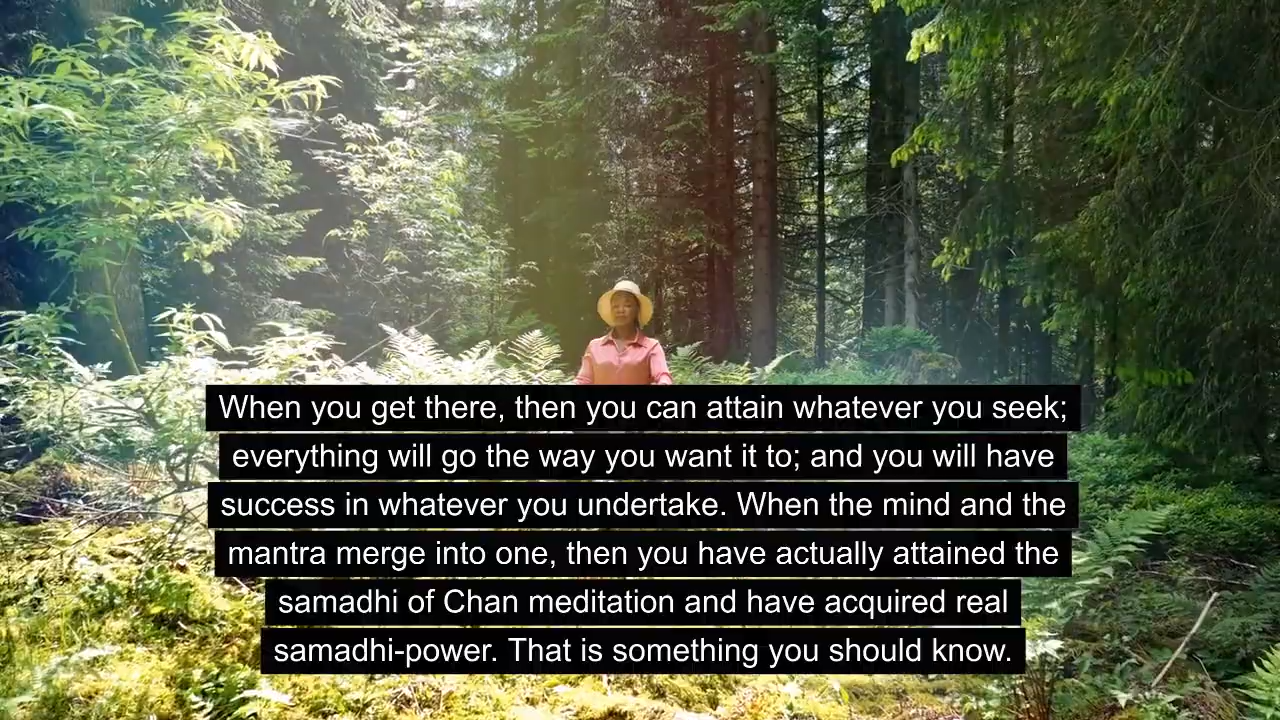 When you get there, then you can attain whatever you seek;
everything will go the way you want it to; and you will have
success in whatever you undertake. When the mind and the
mantra merge into one, then you have actually attained the
samadhi of Chan meditation and have acquired real
samadhi-power. That is something you should know.